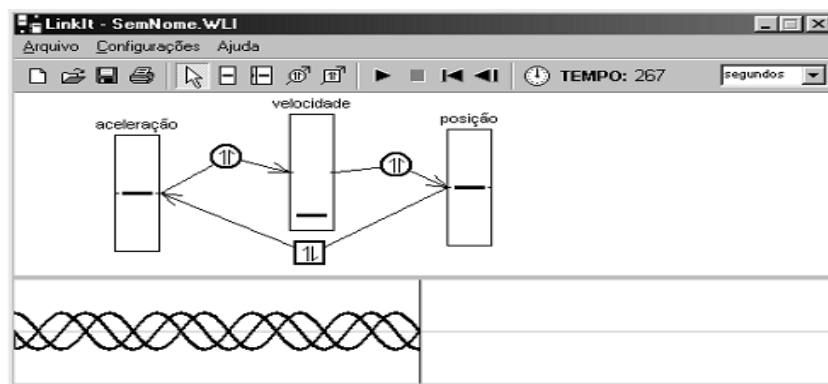 LinkIt - SemNome.WLI
Arquivo Configurações Ajuda
TEMPO: 267 segundos
velocidade
aceleração posição